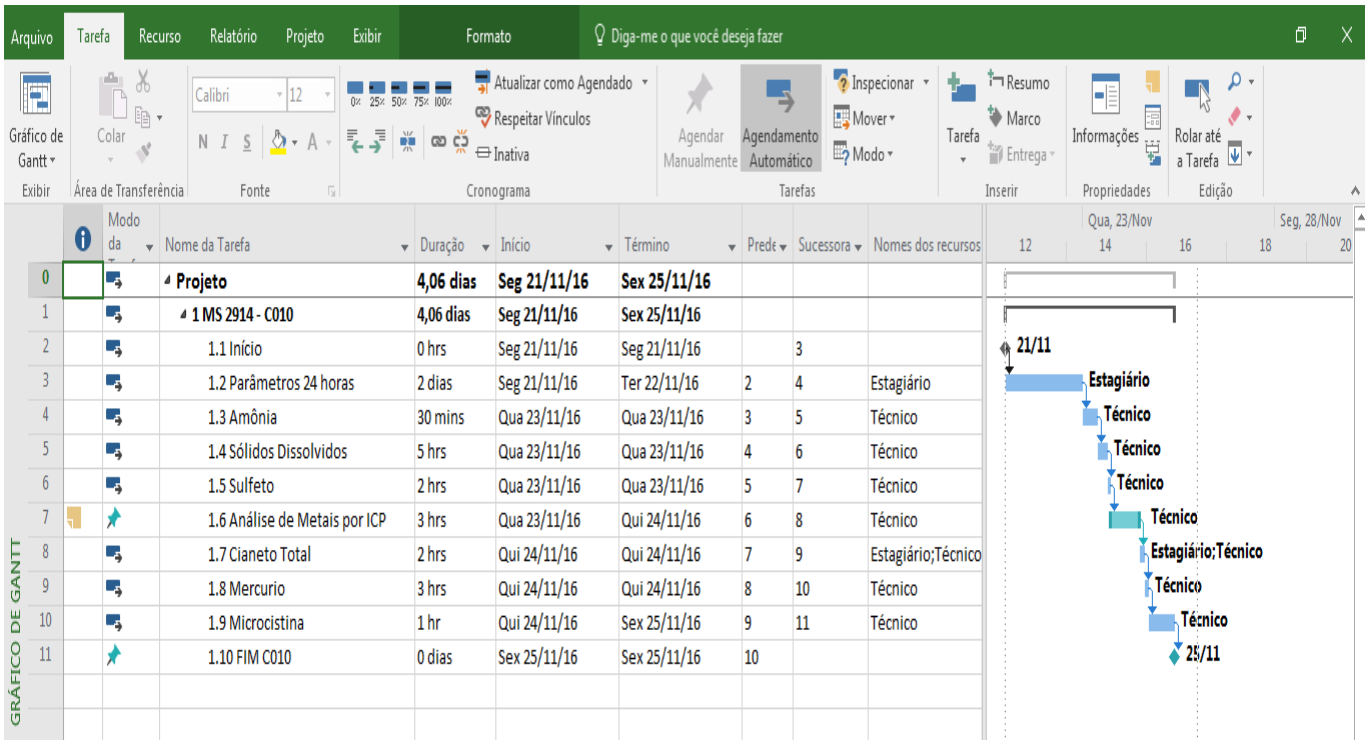 Arquivo Tarefa Recurso Relatório Projeto Exibir Formato Diga-me o que você deseja fazer
Gráfico de Gantt
Exibir
Colar
Área de Transferência
Calibri 12
N I S A
Fonte
0% 25% 50% 75% 100%
Atualizar como Agendado
Respeitar Vínculos
Inativa
Cronograma
Agendar Manualmente
Agendamento Automático
Inspecionar
Mover
Modo
Tarefas
Tarefa
Resumo
Marco
Entrega
Inserir
Informações
Propriedades
Rolar até a Tarefa
Edição
Modo da Nome da Tarefa Duração Início Término Prede Sucessora Nomes dos recursos
Qua, 23/Nov Seg, 28/Nov
12 14 16 18 20
0 Projeto 4,06 dias Seg 21/11/16 Sex 25/11/16
1 1 MS 2914 - C010 4,06 dias Seg 21/11/16 Sex 25/11/16
2 1.1 Início 0 hrs Seg 21/11/16 Seg 21/11/16 3 21/11
3 1.2 Parâmetros 24 horas 2 dias Seg 21/11/16 Ter 22/11/16 2 4 Estagiário Estagiário
4 1.3 Amônia 30 mins Qua 23/11/16 Qua 23/11/16 3 5 Técnico Técnico
5 1.4 Sólidos Dissolvidos 5 hrs Qua 23/11/16 Qua 23/11/16 4 6 Técnico Técnico
6 1.5 Sulfeto 2 hrs Qua 23/11/16 Qua 23/11/16 5 7 Técnico Técnico
7 1.6 Análise de Metais por ICP 3 hrs Qua 23/11/16 Qui 24/11/16 6 8 Técnico Técnico
8 1.7 Cianeto Total 2 hrs Qui 24/11/16 Qui 24/11/16 7 9 Estagiário;Técnico Estagiário;Técnico
9 1.8 Mercurio 3 hrs Qui 24/11/16 Qui 24/11/16 8 10 Técnico Técnico
10 1.9 Microcistina 1 hr Qui 24/11/16 Sex 25/11/16 9 11 Técnico Técnico
11 1.10 FIM C010 0 dias Sex 25/11/16 Sex 25/11/16 10 25/11
GRÁFICO DE GANTT